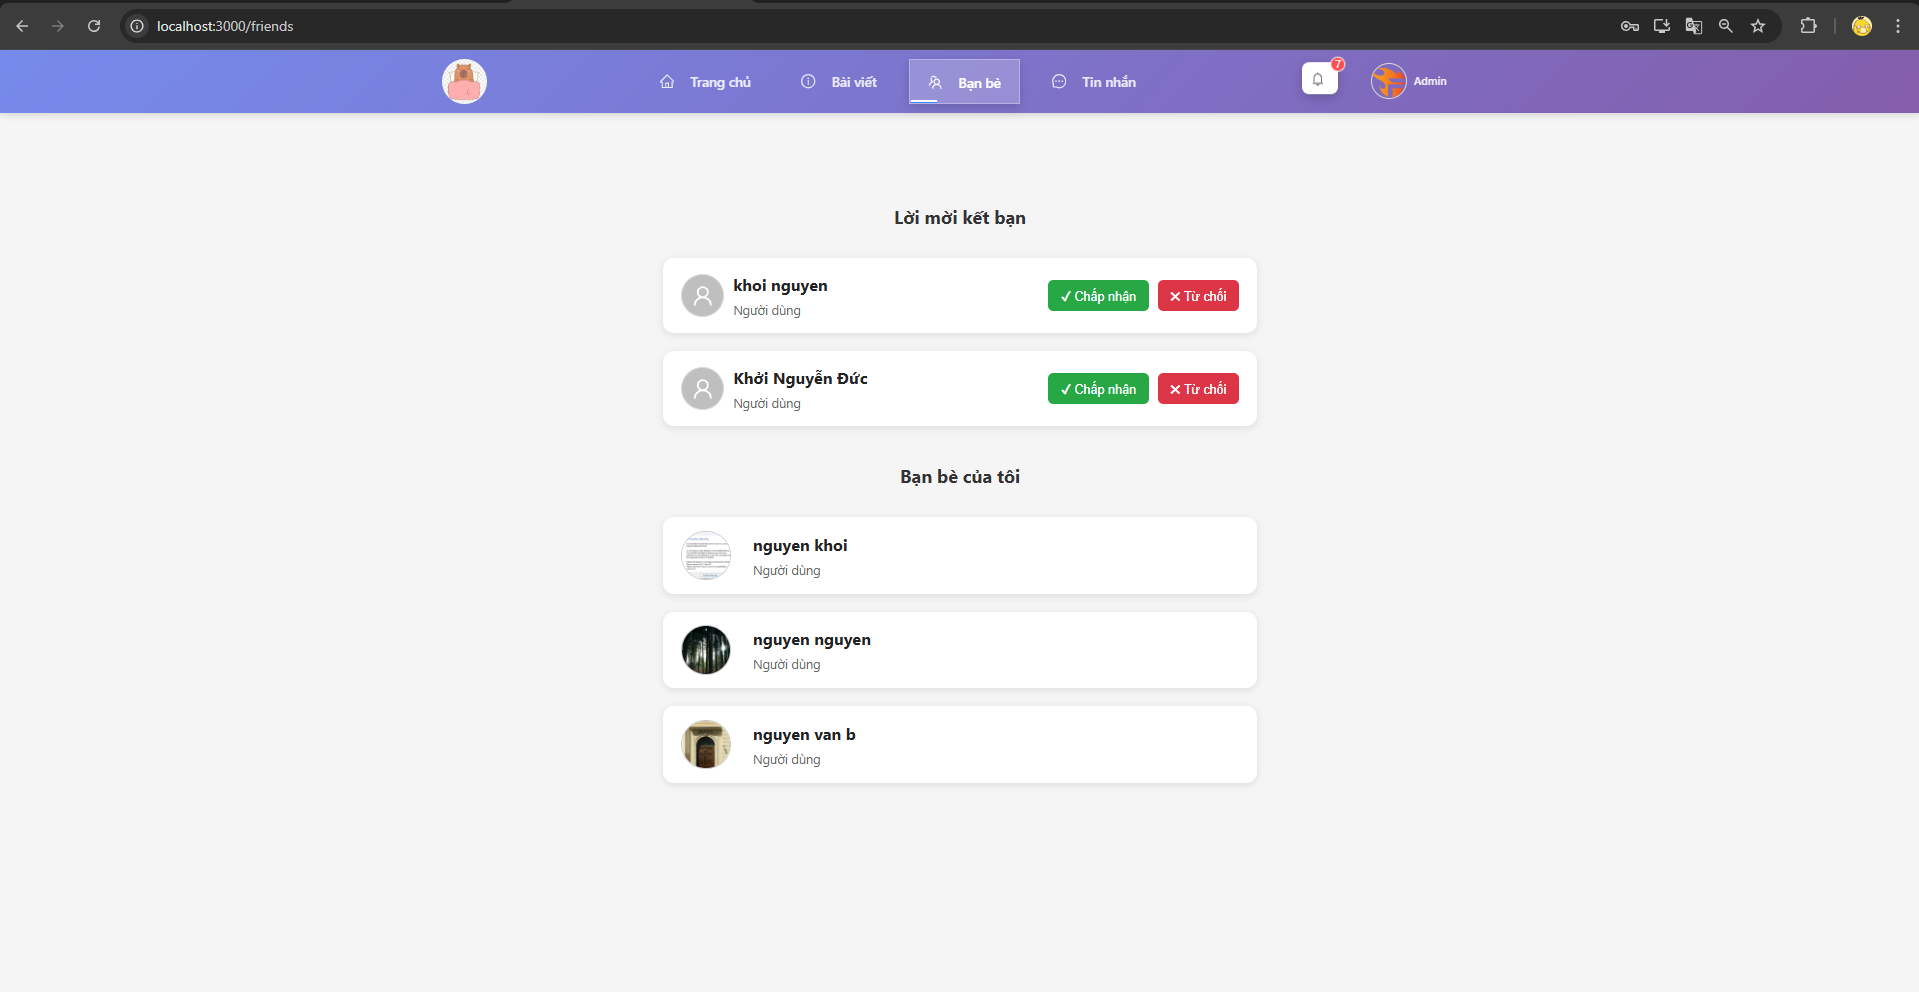 localhost:3000/friends
Trang chủ
Bài viết
Bạn bè
Tin nhắn
7
Admin
Lời mời kết bạn
khoi nguyen
Người dùng
✓ Chấp nhận
✕ Từ chối
Khởi Nguyễn Đức
Người dùng
✓ Chấp nhận
✕ Từ chối
Bạn bè của tôi
nguyen khoi
Người dùng
nguyen nguyen
Người dùng
nguyen van b
Người dùng